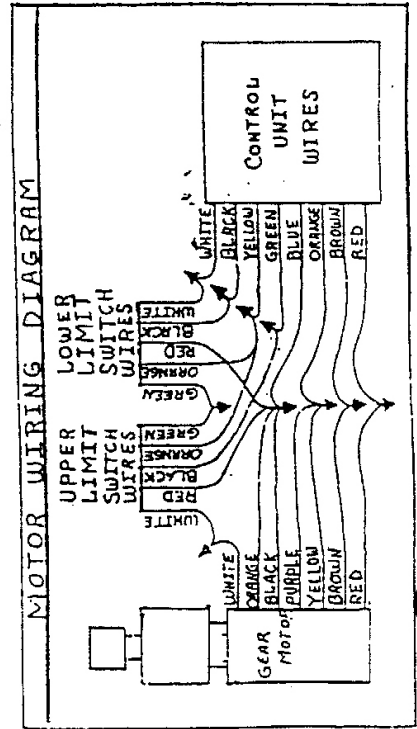 MOTOR WIRING DIAGRAM
UPPER
LIMIT
SWITCH
WIRES
LOWER
LIMIT
SWITCH
WIRES
WHITE
RED
BLACK
ORANGE
GREEN
GREEN
ORANGE
RED
BLACK
WHITE
GEAR
MOTOR
WHITE
ORANGE
BLACK
PURPLE
YELLOW
BROWN
RED
WHITE
BLACK
YELLOW
GREEN
BLUE
ORANGE
BROWN
RED
CONTROL
UNIT
WIRES